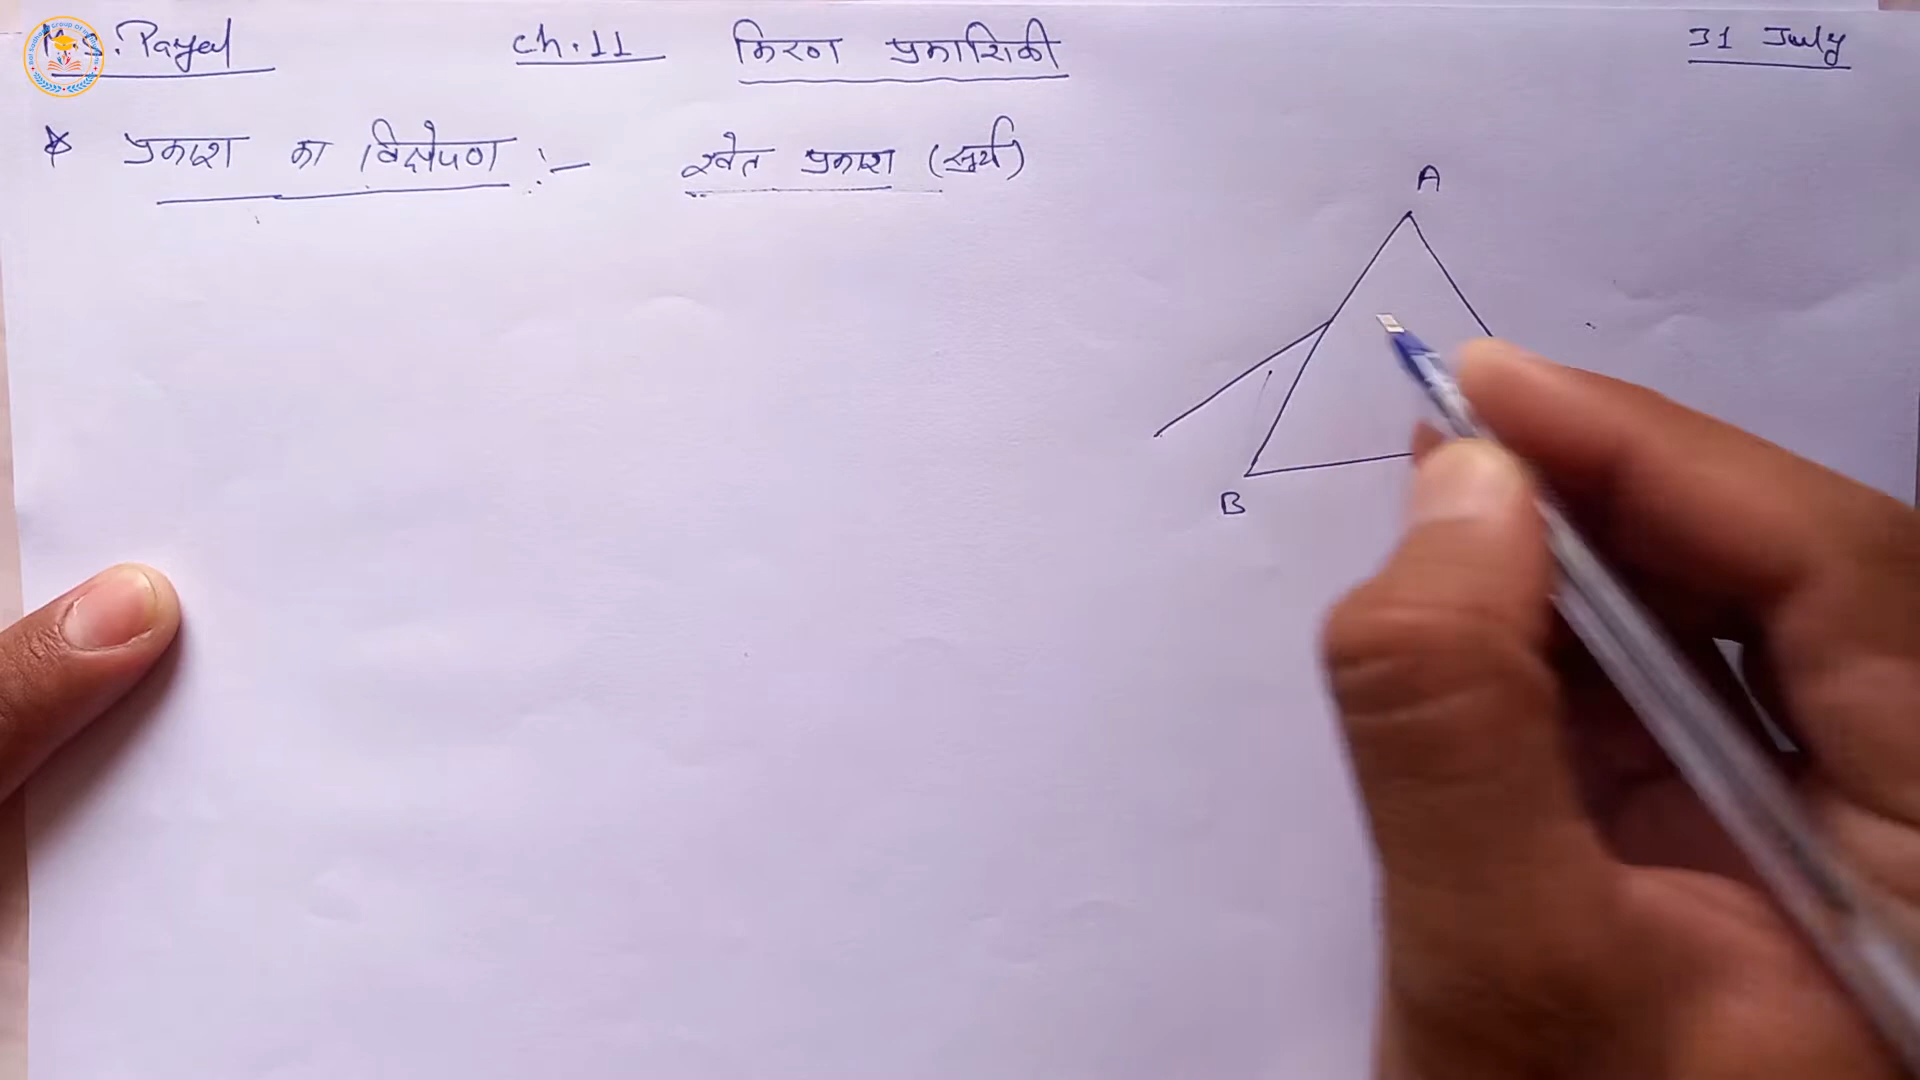 M.S. Payal ch. 11 किरण प्रकाशिकी 31 July
* प्रकाश का विक्षेपण :- श्वेत प्रकाश (सूर्य)
A
B